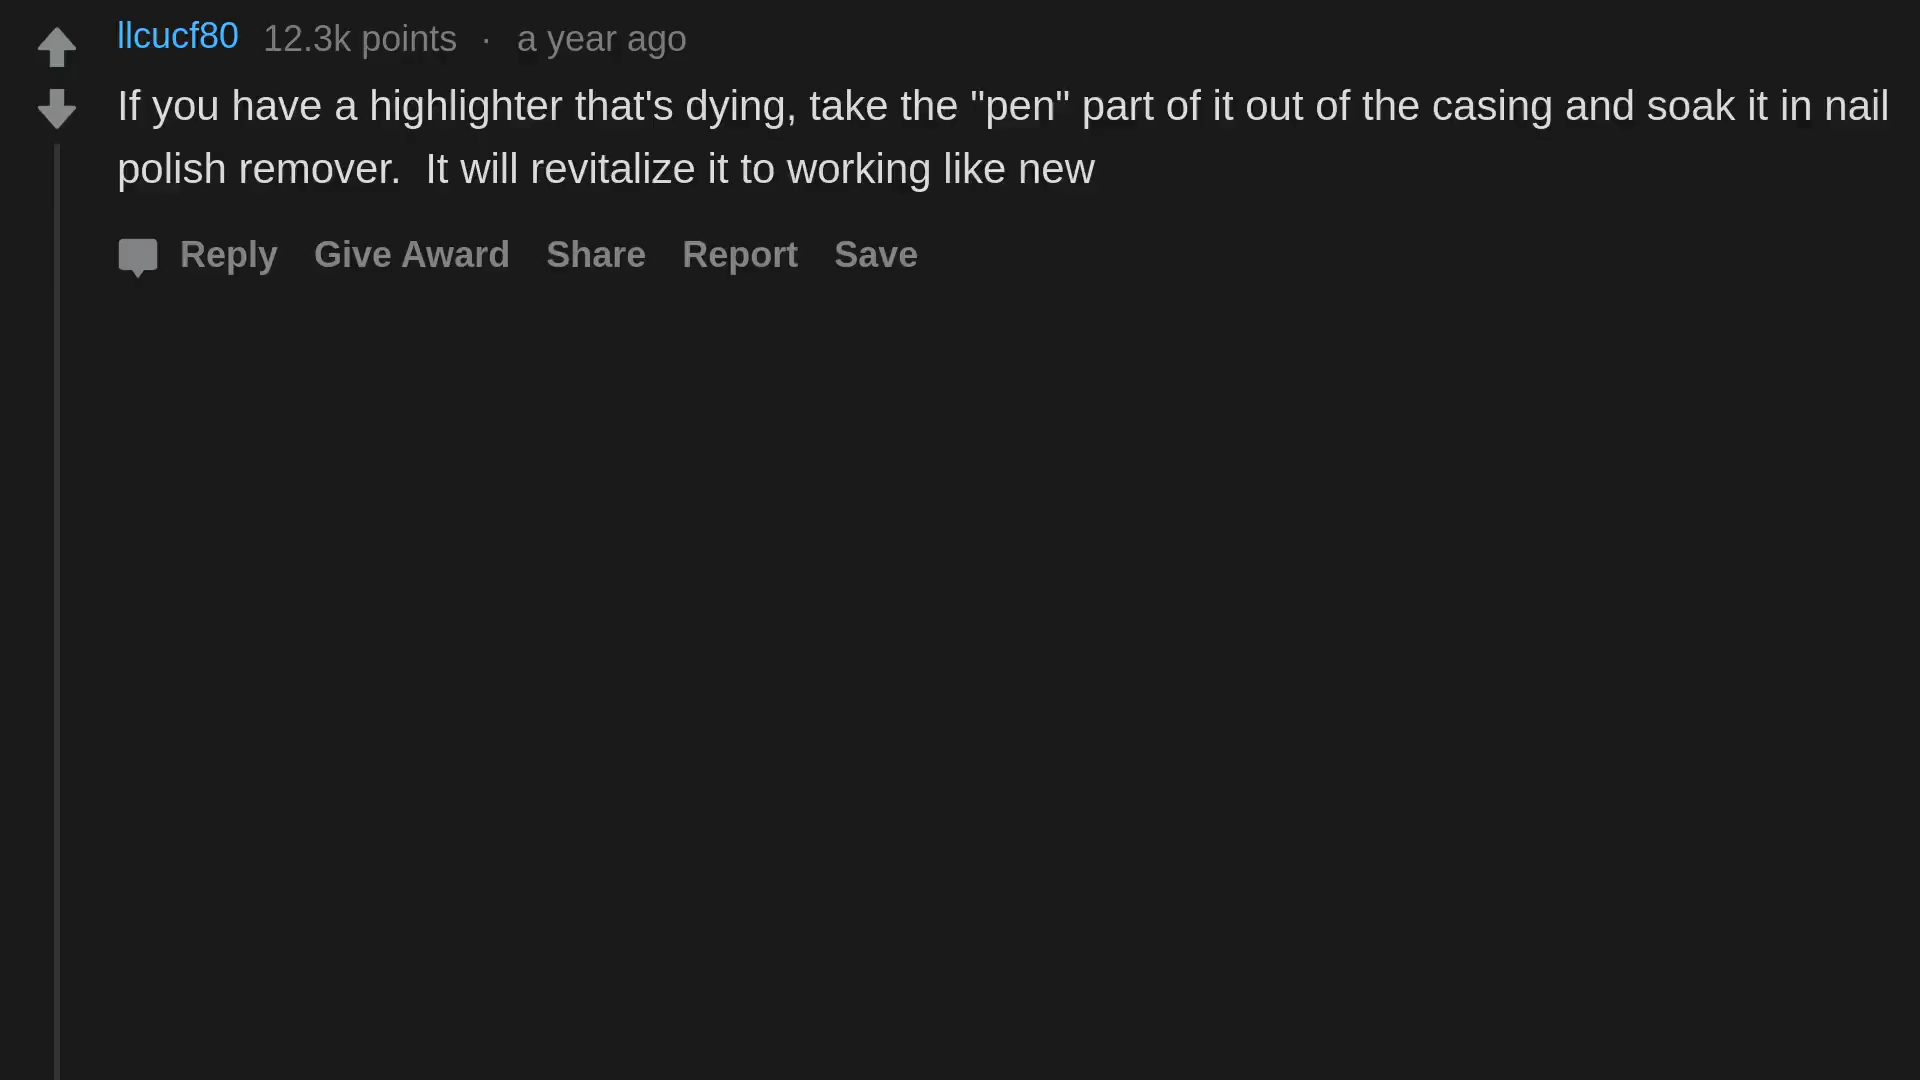 llcucf80 12.3k points · a year ago
If you have a highlighter that's dying, take the "pen" part of it out of the casing and soak it in nail
polish remover.  It will revitalize it to working like new
Reply Give Award Share Report Save